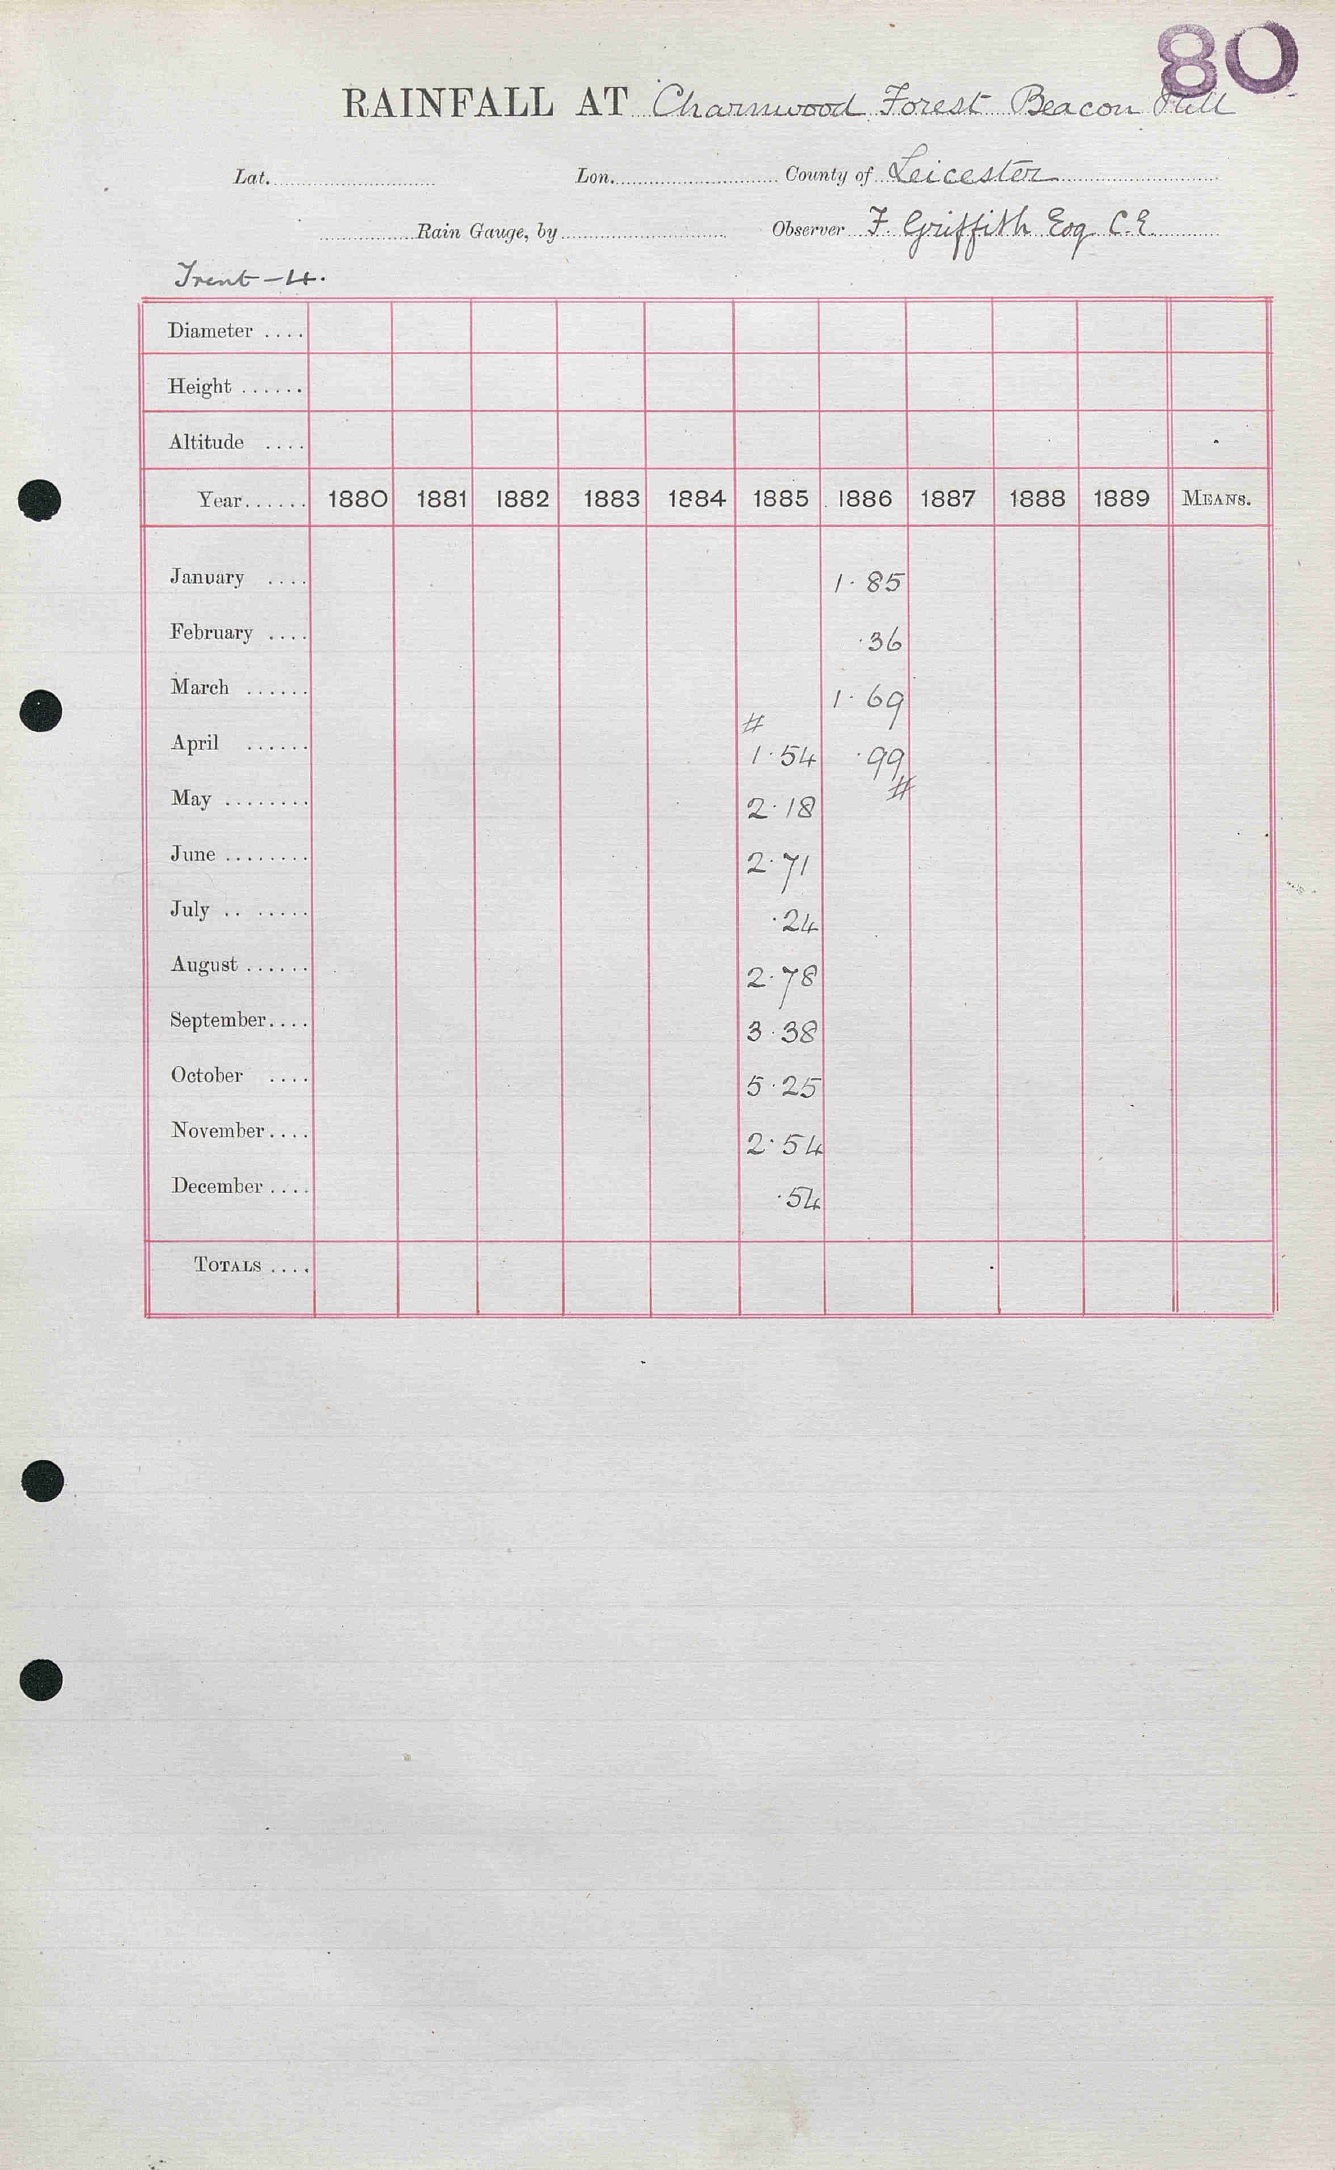 80
RAINFALL AT Charnwood Forest Beacon Hill
Lat. Lon. County of Leicester
Rain Gauge, by Observer F. Griffith Esq C.E.
Trent - 4.
Diameter ....
Height ......
Altitude ....
Year...... 1880 1881 1882 1883 1884 1885 1886 1887 1888 1889 MEANS.
January .... 1.85
February .... .36
March ...... 1.69
#
April ...... 1.54 .99
#
May ........ 2.18
June ........ 2.71
July .. ...... .24
August ...... 2.78
September.... 3.38
October .... 5.25
November.... 2.54
December .... .54
TOTALS ....